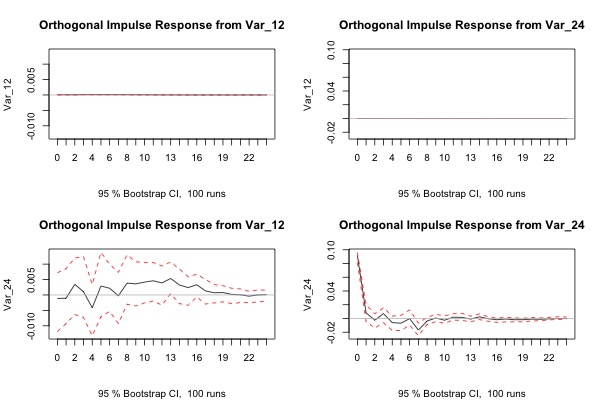 Orthogonal Impulse Response from Var_12
Var_12
0.005
-0.010
0 2 4 6 8 10 13 16 19 22
95 % Bootstrap CI,  100 runs
Orthogonal Impulse Response from Var_24
Var_12
0.10
0.04
-0.02
0 2 4 6 8 10 13 16 19 22
95 % Bootstrap CI,  100 runs
Orthogonal Impulse Response from Var_12
Var_24
0.005
-0.010
0 2 4 6 8 10 13 16 19 22
95 % Bootstrap CI,  100 runs
Orthogonal Impulse Response from Var_24
Var_24
0.10
0.04
-0.02
0 2 4 6 8 10 13 16 19 22
95 % Bootstrap CI,  100 runs